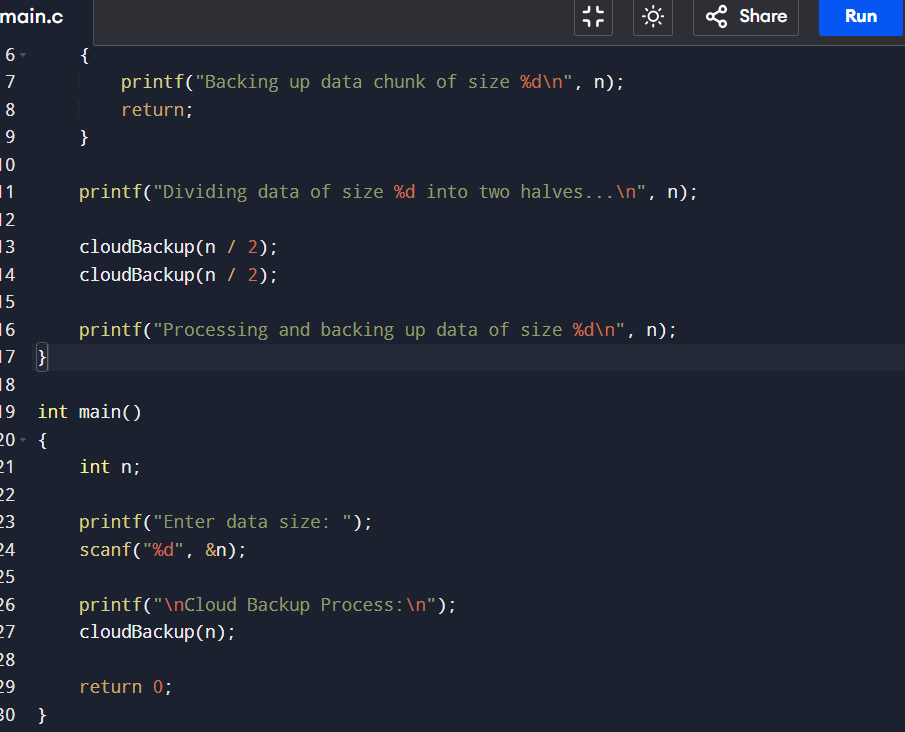 main.c Share Run
6 {
7 printf("Backing up data chunk of size %d\n", n);
8 return;
9 }
10
11 printf("Dividing data of size %d into two halves...\n", n);
12
13 cloudBackup(n / 2);
14 cloudBackup(n / 2);
15
16 printf("Processing and backing up data of size %d\n", n);
17 }
18
19 int main()
20 {
21 int n;
22
23 printf("Enter data size: ");
24 scanf("%d", &n);
25
26 printf("\nCloud Backup Process:\n");
27 cloudBackup(n);
28
29 return 0;
30 }